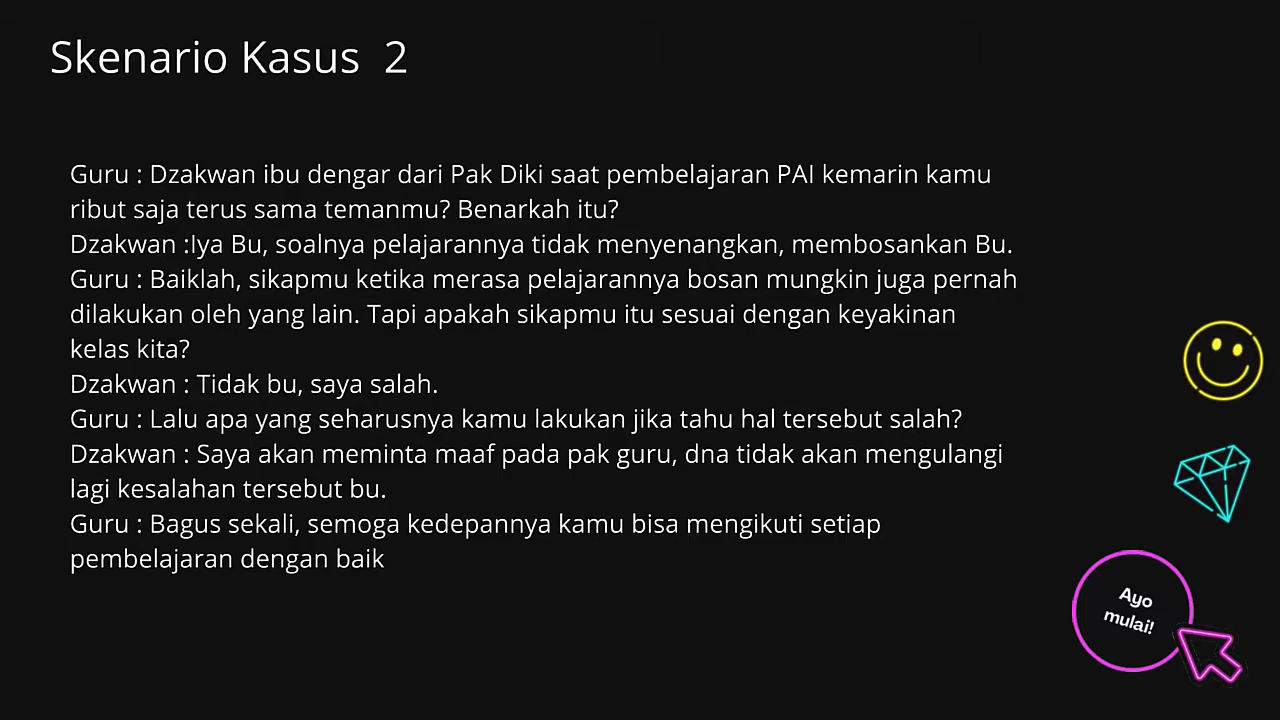 Skenario Kasus 2
Guru : Dzakwan ibu dengar dari Pak Diki saat pembelajaran PAI kemarin kamu
ribut saja terus sama temanmu? Benarkah itu?
Dzakwan :Iya Bu, soalnya pelajarannya tidak menyenangkan, membosankan Bu.
Guru : Baiklah, sikapmu ketika merasa pelajarannya bosan mungkin juga pernah
dilakukan oleh yang lain. Tapi apakah sikapmu itu sesuai dengan keyakinan
kelas kita?
Dzakwan : Tidak bu, saya salah.
Guru : Lalu apa yang seharusnya kamu lakukan jika tahu hal tersebut salah?
Dzakwan : Saya akan meminta maaf pada pak guru, dna tidak akan mengulangi
lagi kesalahan tersebut bu.
Guru : Bagus sekali, semoga kedepannya kamu bisa mengikuti setiap
pembelajaran dengan baik
Ayo
mulai!